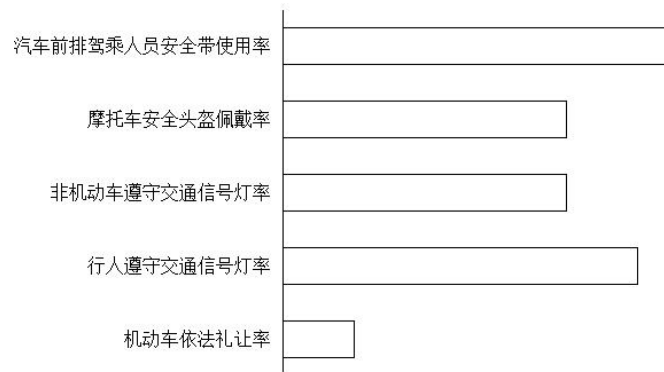 汽车前排驾乘人员安全带使用率
摩托车安全头盔佩戴率
非机动车遵守交通信号灯率
行人遵守交通信号灯率
机动车依法礼让率